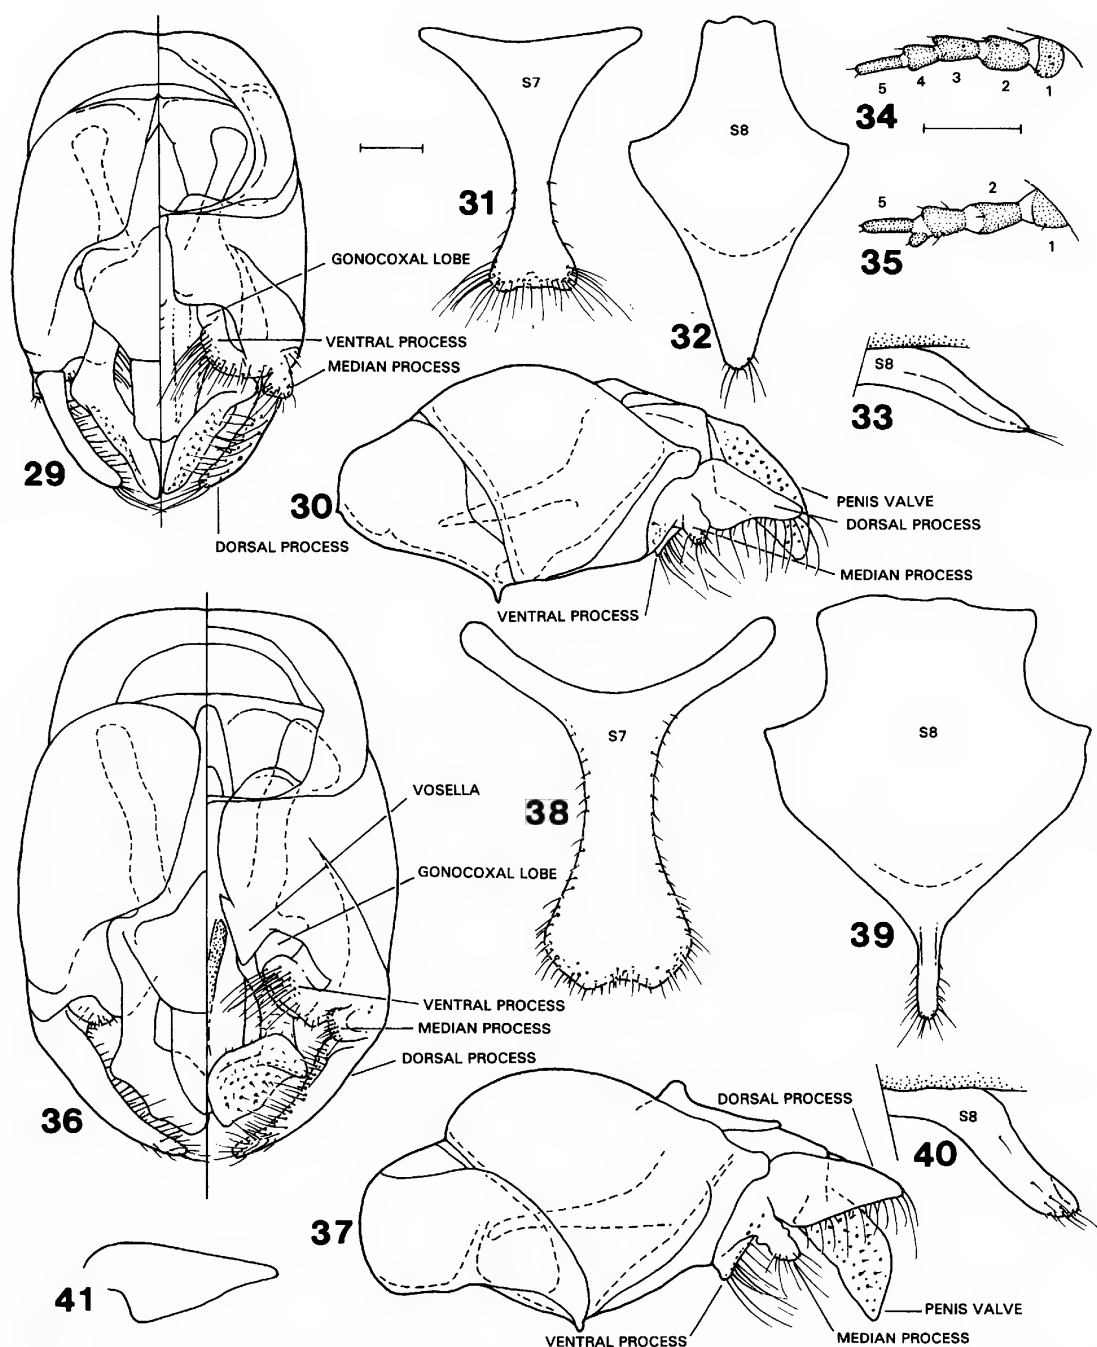 29
GONOCOXAL LOBE
VENTRAL PROCESS
MEDIAN PROCESS
DORSAL PROCESS
S7
31
S8
32
5 4 3 2 1
34
5 2 1
35
S8
33
30
PENIS VALVE
DORSAL PROCESS
MEDIAN PROCESS
VENTRAL PROCESS
36
VOSELLA
GONOCOXAL LOBE
VENTRAL PROCESS
MEDIAN PROCESS
DORSAL PROCESS
S7
38
S8
39
S8
40
37
DORSAL PROCESS
PENIS VALVE
MEDIAN PROCESS
VENTRAL PROCESS
41